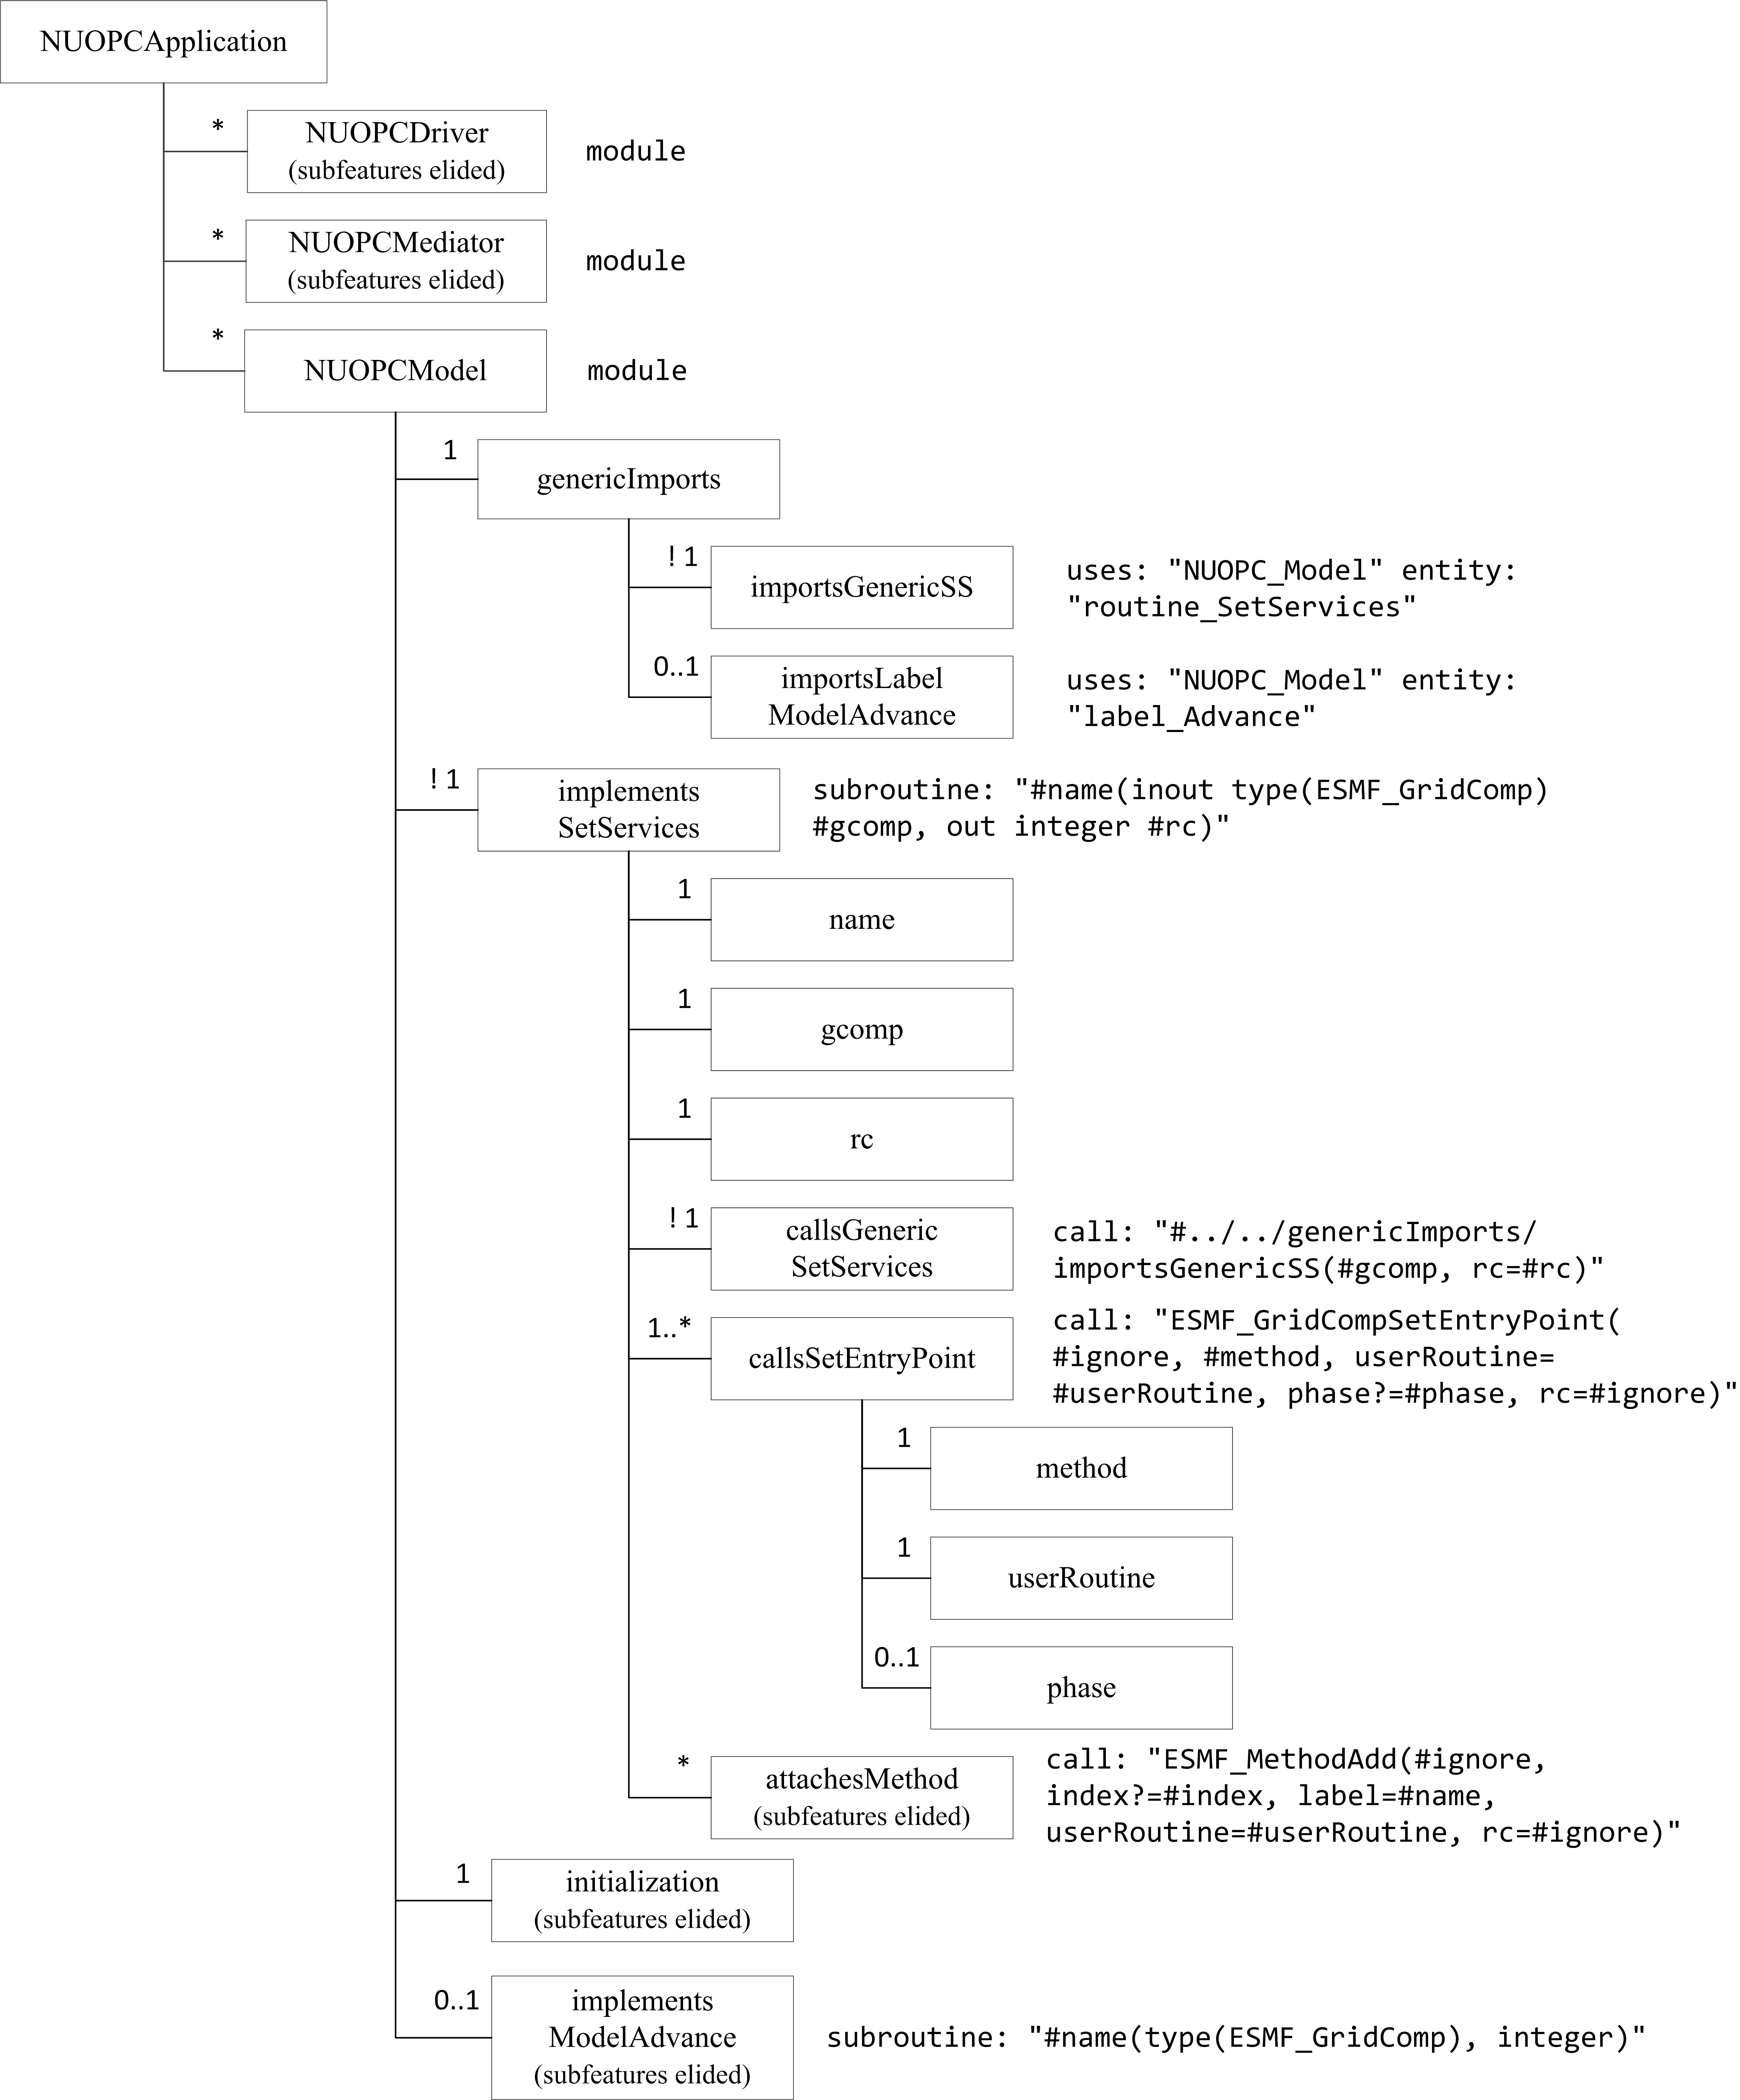 NUOPCApplication
*
NUOPCDriver
(subfeatures elided)
module
*
NUOPCMediator
(subfeatures elided)
module
*
NUOPCModel
module
1
genericImports
! 1
importsGenericSS
uses: "NUOPC_Model" entity:
"routine_SetServices"
0..1
importsLabel
ModelAdvance
uses: "NUOPC_Model" entity:
"label_Advance"
! 1
implements
SetServices
subroutine: "#name(inout type(ESMF_GridComp)
#gcomp, out integer #rc)"
1
name
1
gcomp
1
rc
! 1
callsGeneric
SetServices
call: "#../../genericImports/
importsGenericSS(#gcomp, rc=#rc)"
1..*
callsSetEntryPoint
call: "ESMF_GridCompSetEntryPoint(
#ignore, #method, userRoutine=
#userRoutine, phase?=#phase, rc=#ignore)"
1
method
1
userRoutine
0..1
phase
*
attachesMethod
(subfeatures elided)
call: "ESMF_MethodAdd(#ignore,
index?=#index, label=#name,
userRoutine=#userRoutine, rc=#ignore)"
1
initialization
(subfeatures elided)
0..1
implements
ModelAdvance
(subfeatures elided)
subroutine: "#name(type(ESMF_GridComp), integer)"